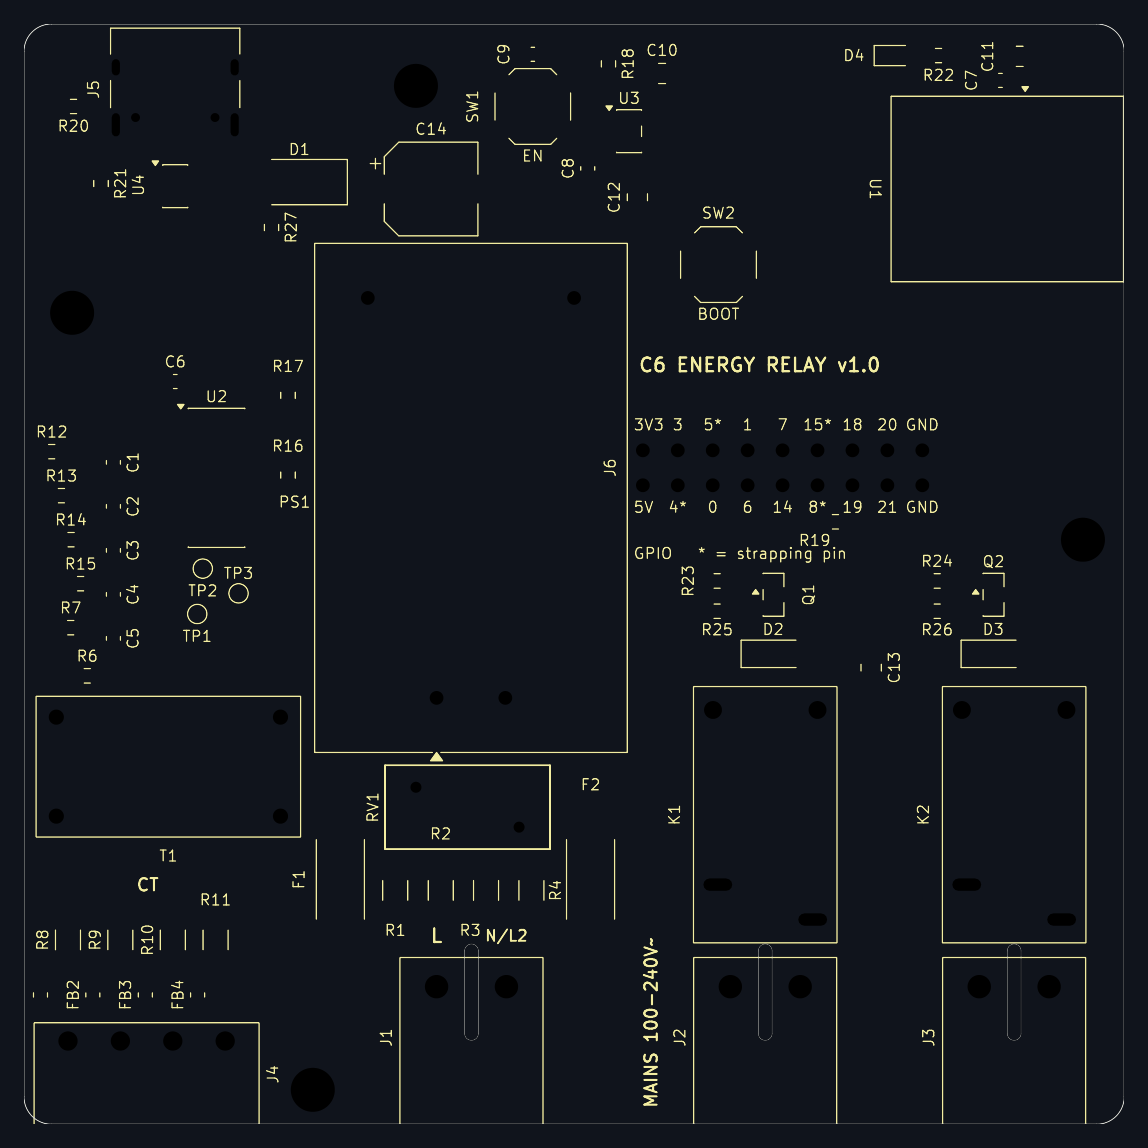 C9
R18
C10
D4
R22
C11
C7
J5
R20
SW1
U3
C14
EN
D1
C8
U4
R21
C12
U1
SW2
R27
BOOT
C6
R17
C6 ENERGY RELAY v1.0
U2
3V3 3 5* 1 7 15* 18 20 GND
R12
R16
C1
J6
R13
PS1
5V 4* 0 6 14 8* 19 21 GND
C2
R14
R19
C3
GPIO * = strapping pin
R15
TP3
R24
Q2
R23
TP2
C4
Q1
R7
TP1
C5
R25
D2
R26
D3
R6
C13
F2
RV1
K1
K2
R2
T1
CT
F1
R4
R11
R1
L
R3
N/L2
R8
R9
R10
FB2
FB3
FB4
MAINS 100-240V~
J1
J2
J3
J4